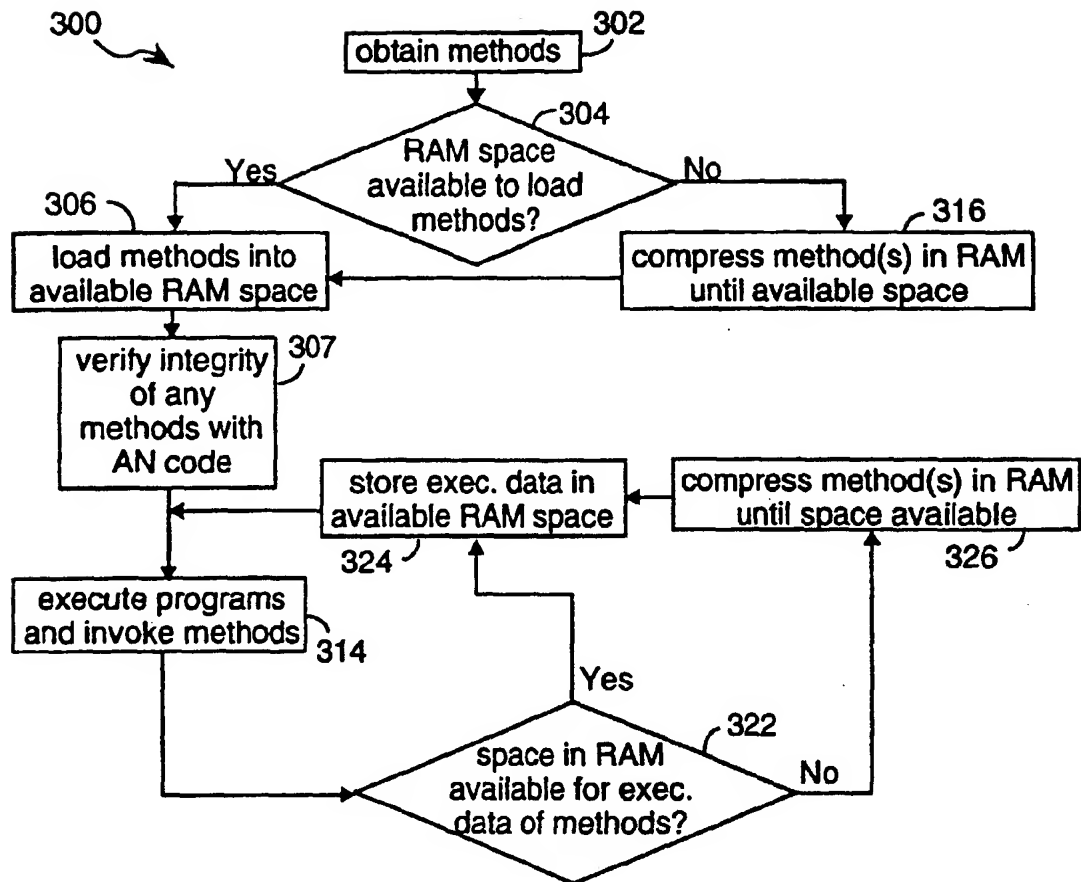 300
302
obtain methods
304
RAM space
available to load
methods?
Yes
No
306
load methods into
available RAM space
316
compress method(s) in RAM
until available space
307
verify integrity
of any
methods with
AN code
store exec. data in
available RAM space
324
compress method(s) in RAM
until space available
326
execute programs
and invoke methods
314
Yes
322
space in RAM
available for exec.
data of methods?
No